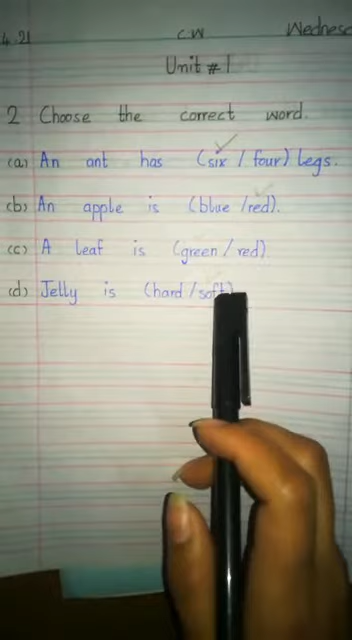 4.21 C.W Wednesd
Unit # 1
2 Choose the correct word.
(a) An ant has (six / four) legs.
(b) An apple is (blue / red).
(c) A leaf is (green / red).
(d) Jelly is (hard / soft)